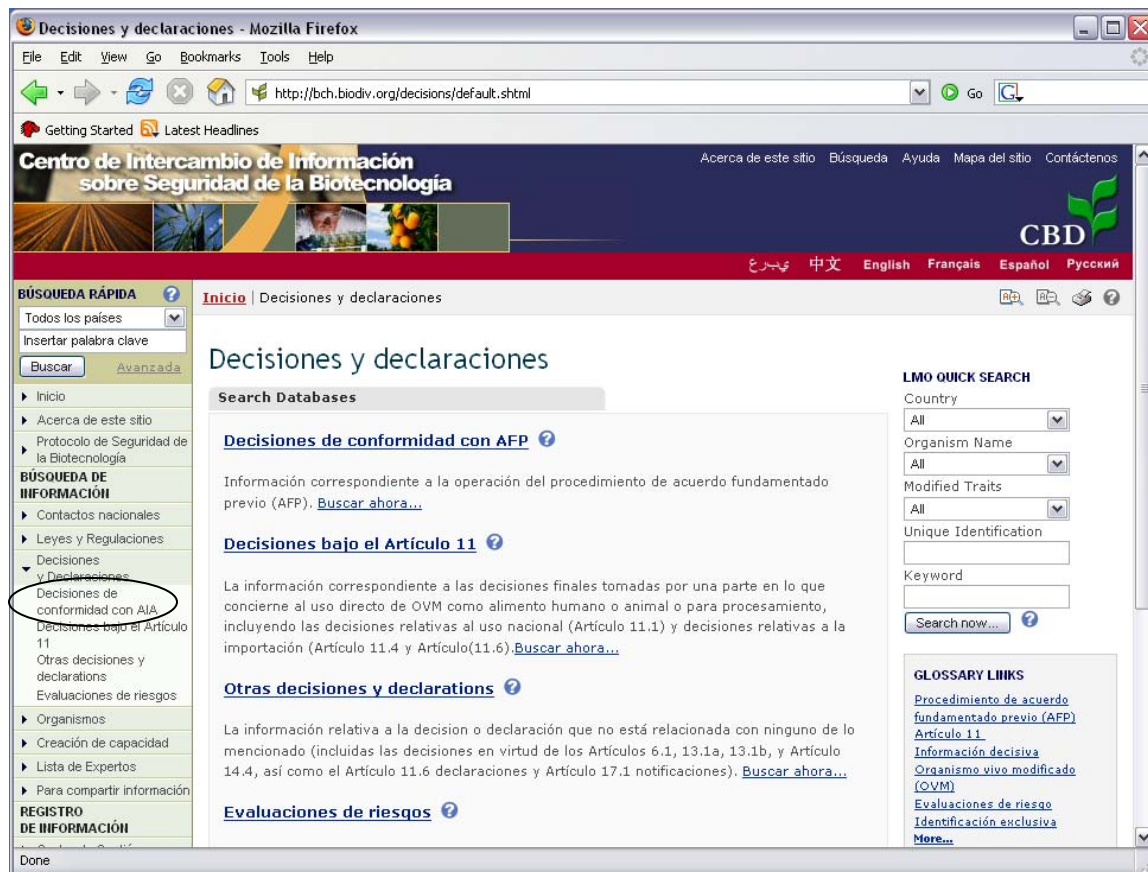 Decisiones y declaraciones - Mozilla Firefox
File Edit View Go Bookmarks Tools Help
http://bch.biodiv.org/decisions/default.shtml
Go
G
Getting Started Latest Headlines
Centro de Intercambio de Información
sobre Seguridad de la Biotecnología
Acerca de este sitio Búsqueda Ayuda Mapa del sitio Contáctenos
CBD
中文 English Français Español Русский
BÚSQUEDA RÁPIDA
Todos los países
Insertar palabra clave
Buscar Avanzada
Inicio
Acerca de este sitio
Protocolo de Seguridad de
la Biotecnología
BÚSQUEDA DE
INFORMACIÓN
Contactos nacionales
Leyes y Regulaciones
Decisiones
y Declaraciones
Decisiones de
conformidad con AIA
Decisiones bajo el Artículo
11
Otras decisiones y
declarations
Evaluaciones de riesgos
Organismos
Creación de capacidad
Lista de Expertos
Para compartir información
REGISTRO
DE INFORMACIÓN
Inicio | Decisiones y declaraciones
Decisiones y declaraciones
Search Databases
Decisiones de conformidad con AFP
Información correspondiente a la operación del procedimiento de acuerdo fundamentado
previo (AFP). Buscar ahora...
Decisiones bajo el Artículo 11
La información correspondiente a las decisiones finales tomadas por una parte en lo que
concierne al uso directo de OVM como alimento humano o animal o para procesamiento,
incluyendo las decisiones relativas al uso nacional (Artículo 11.1) y decisiones relativas a la
importación (Artículo 11.4 y Artículo(11.6).Buscar ahora...
Otras decisiones y declarations
La información relativa a la decision o declaración que no está relacionada con ninguno de lo
mencionado (incluidas las decisiones en virtud de los Artículos 6.1, 13.1a, 13.1b, y Artículo
14.4, así como el Artículo 11.6 declaraciones y Artículo 17.1 notificaciones). Buscar ahora...
Evaluaciones de riesgos
LMO QUICK SEARCH
Country
All
Organism Name
All
Modified Traits
All
Unique Identification
Keyword
Search now...
GLOSSARY LINKS
Procedimiento de acuerdo
fundamentado previo (AFP)
Artículo 11
Información decisiva
Organismo vivo modificado
(OVM)
Evaluaciones de riesgo
Identificación exclusiva
More...
Done